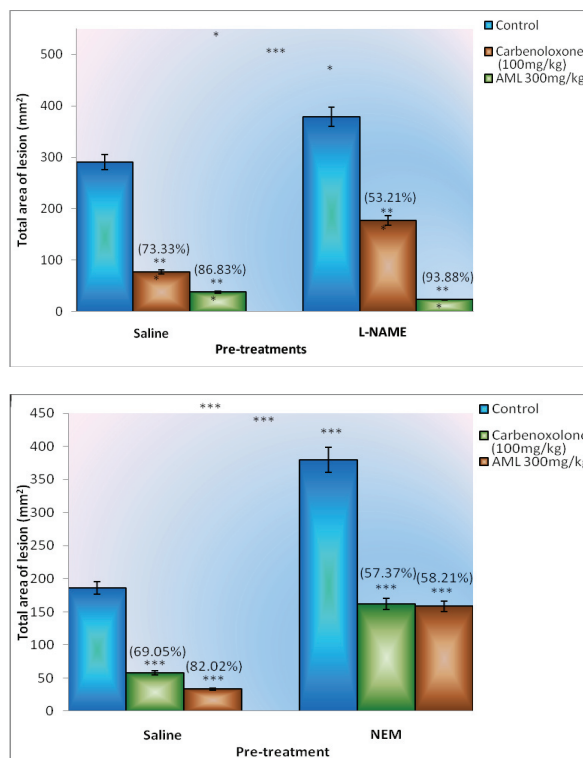 *
***
*
Control
Carbenoloxone
(100mg/kg)
AML 300mg/kg
Total area of lesion (mm²)
500
400
300
200
100
0
(73.33%)
**
*
(86.83%)
**
*
(53.21%)
**
*
(93.88%)
**
*
Saline
L-NAME
Pre-treatments
***
***
***
Control
Carbenoxolone
(100mg/kg)
AML 300mg/kg
Total area of lesion (mm²)
450
400
350
300
250
200
150
100
50
0
(69.05%)
***
(82.02%)
***
(57.37%)
***
(58.21%)
***
Saline
NEM
Pre-treatment